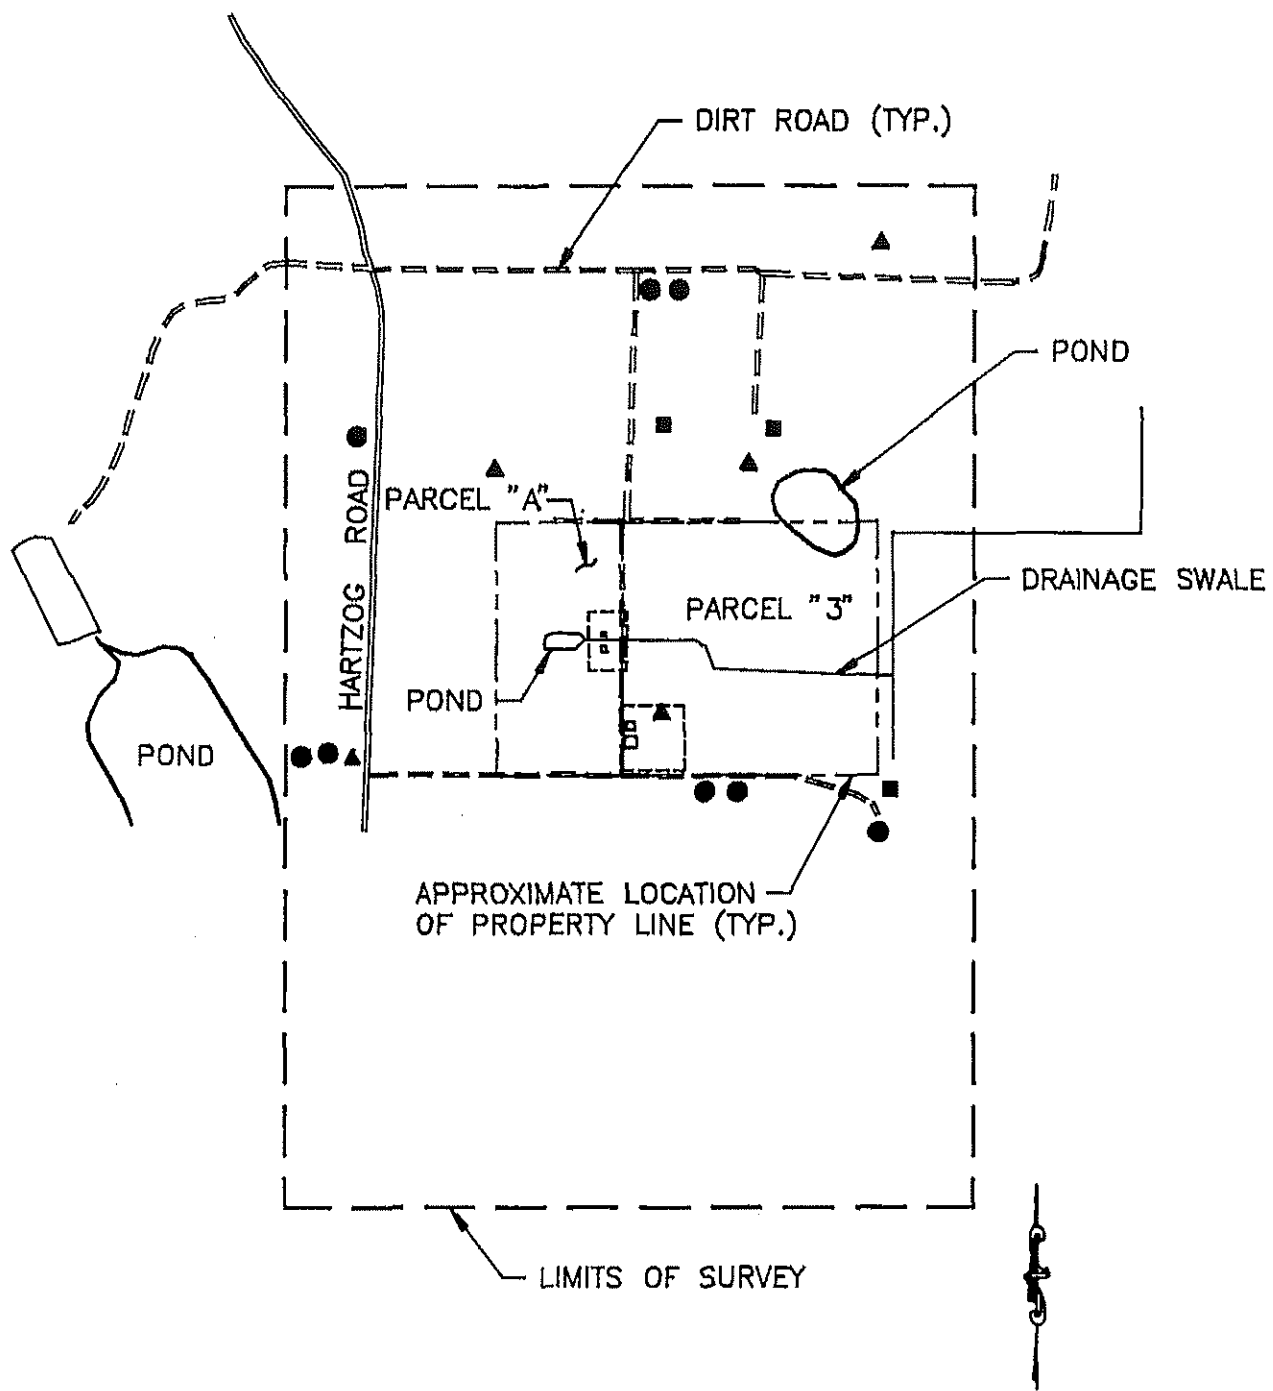 DIRT ROAD (TYP.)
POND
PARCEL "A"
HARTZOG ROAD
DRAINAGE SWALE
PARCEL "3"
POND
POND
APPROXIMATE LOCATION
OF PROPERTY LINE (TYP.)
LIMITS OF SURVEY